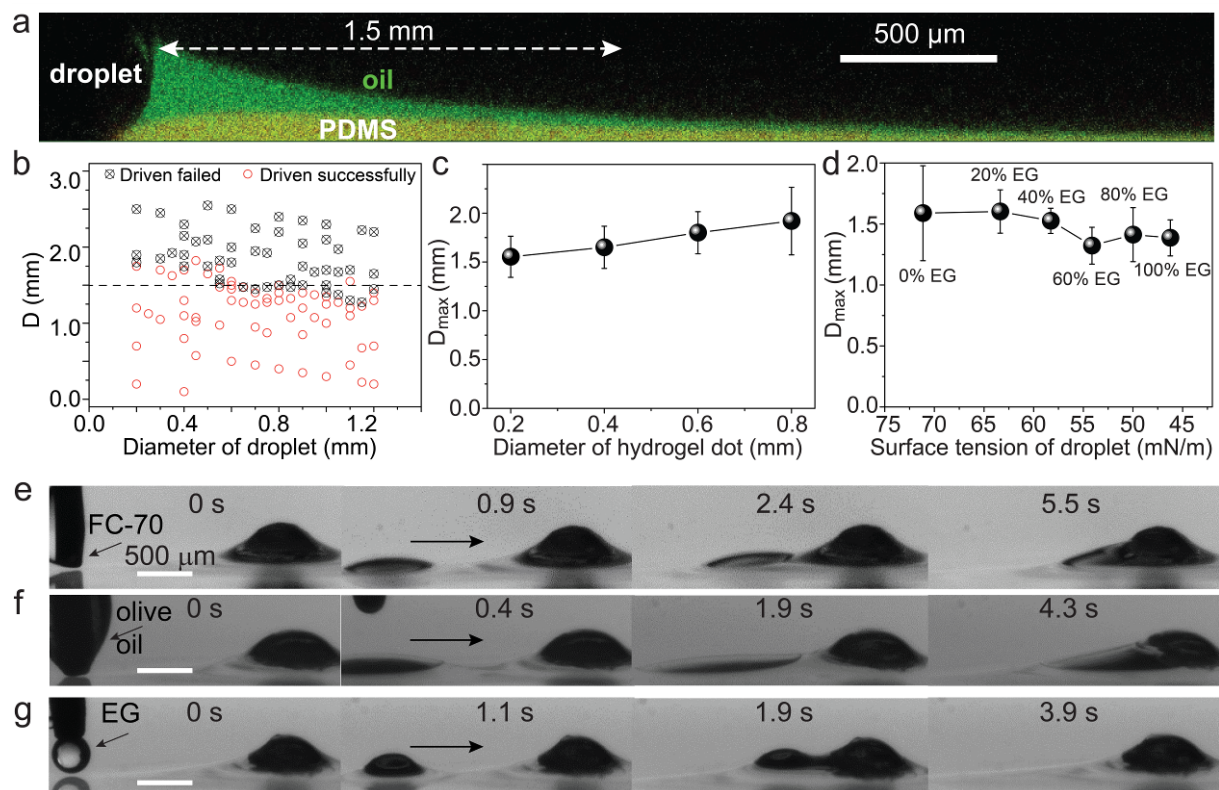 a
1.5 mm
500 μm
droplet
oil
PDMS
b
⊗ Driven failed ○ Driven successfully
3.0
2.0
1.0
0.0
D (mm)
0.0 0.4 0.8 1.2
Diameter of droplet (mm)
c
2.0
1.5
1.0
0.5
0.0
Dmax (mm)
0.2 0.4 0.6 0.8
Diameter of hydrogel dot (mm)
d
2.0
1.5
1.0
0.5
0.0
Dmax (mm)
0% EG
20% EG
40% EG
60% EG
80% EG
100% EG
75 70 65 60 55 50 45
Surface tension of droplet (mN/m)
e
FC-70
500 μm
0 s
0.9 s
2.4 s
5.5 s
f
olive
oil
0 s
0.4 s
1.9 s
4.3 s
g
EG
0 s
1.1 s
1.9 s
3.9 s